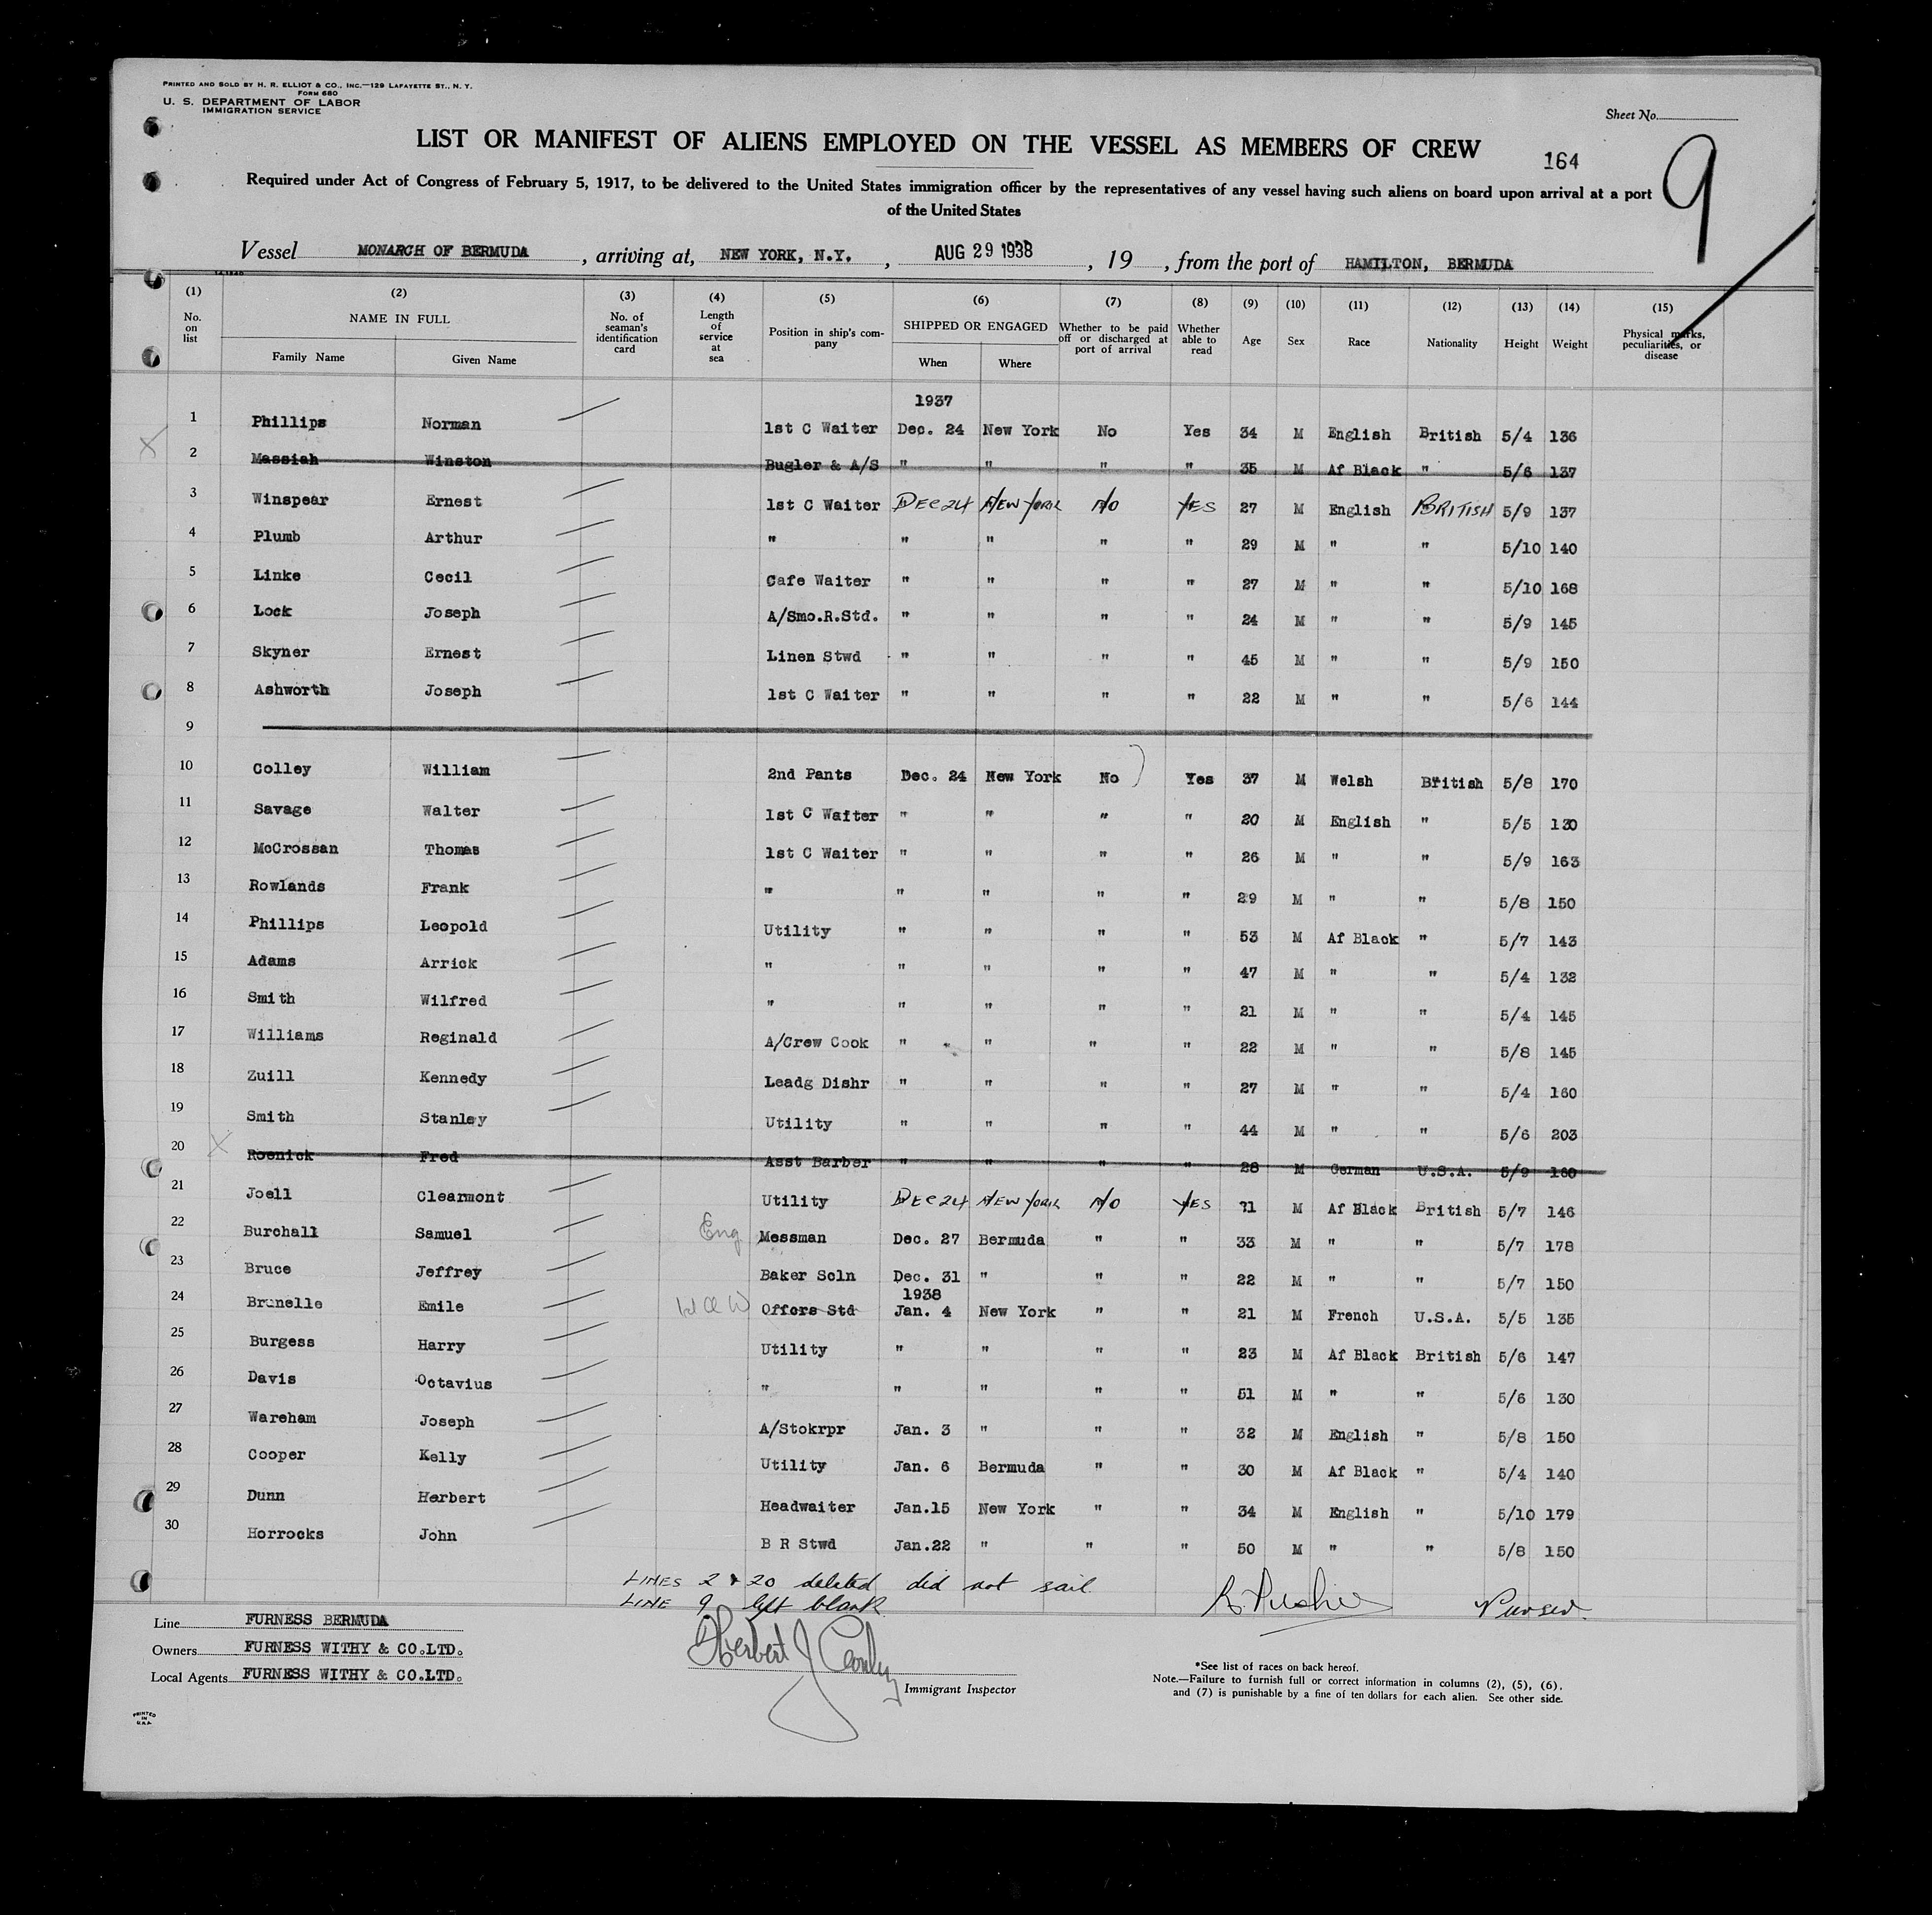 PRINTED AND SOLD BY H. R. ELLIOT & CO., INC.—129 LAFAYETTE ST., N. Y.
FORM 680
U. S. DEPARTMENT OF LABOR
IMMIGRATION SERVICE
Sheet No.
LIST OR MANIFEST OF ALIENS EMPLOYED ON THE VESSEL AS MEMBERS OF CREW
164
9
Required under Act of Congress of February 5, 1917, to be delivered to the United States immigration officer by the representatives of any vessel having such aliens on board upon arrival at a port
of the United States
Vessel MONARCH OF BERMUDA , arriving at, NEW YORK, N.Y. , AUG 29 1938 , 19 , from the port of HAMILTON, BERMUDA
(1) No. on list (2) NAME IN FULL Family Name Given Name (3) No. of seaman's identification card (4) Length of service at sea (5) Position in ship's company (6) SHIPPED OR ENGAGED When Where (7) Whether to be paid off or discharged at port of arrival (8) Whether able to read (9) Age (10) Sex (11) Race (12) Nationality (13) Height (14) Weight (15) Physical marks, peculiarities, or disease
1937
1 Phillips Norman 1st C Waiter Dec. 24 New York No Yes 34 M English British 5/4 136
X 2 Massiah Winston Bugler & A/S " " " " 35 M Af Black " 5/6 137
3 Winspear Ernest 1st C Waiter DEC 24 NEW YORK NO YES 27 M English BRITISH 5/9 137
4 Plumb Arthur " " " " " 29 M " " 5/10 140
5 Linke Cecil Cafe Waiter " " " " 27 M " " 5/10 168
6 Lock Joseph A/Smo.R.Std. " " " " 24 M " " 5/9 145
7 Skyner Ernest Linen Stwd " " " " 45 M " " 5/9 150
8 Ashworth Joseph 1st C Waiter " " " " 22 M " " 5/6 144
9
10 Colley William 2nd Pants Dec. 24 New York No Yes 37 M Welsh British 5/8 170
11 Savage Walter 1st C Waiter " " " " 20 M English " 5/5 130
12 McCrossan Thomas 1st C Waiter " " " " 26 M " " 5/9 163
13 Rowlands Frank " " " " " 29 M " " 5/8 150
14 Phillips Leopold Utility " " " " 53 M Af Black " 5/7 143
15 Adams Arrick " " " " " 47 M " " 5/4 132
16 Smith Wilfred " " " " " 21 M " " 5/4 145
17 Williams Reginald A/Crew Cook " " " " 22 M " " 5/8 145
18 Zuill Kennedy Leadg Dishr " " " " 27 M " " 5/4 160
19 Smith Stanley Utility " " " " 44 M " " 5/6 203
20 X Roenick Fred Asst Barber " " " " 28 M German U.S.A. 5/9 160
21 Joell Clearmont Utility DEC 24 NEW YORK NO YES 31 M Af Black British 5/7 146
22 Burchall Samuel Eng Messman Dec. 27 Bermuda " " 33 M " " 5/7 178
23 Bruce Jeffrey Baker Scln Dec. 31 " " " 22 M " " 5/7 150
1938
24 Brunelle Emile Offcrs Std Jan. 4 New York " " 21 M French U.S.A. 5/5 135
25 Burgess Harry Utility " " " " 23 M Af Black British 5/6 147
26 Davis Octavius " " " " " 51 M " " 5/6 130
27 Wareham Joseph A/Stokrpr Jan. 3 " " " 32 M English " 5/8 150
28 Cooper Kelly Utility Jan. 6 Bermuda " " 30 M Af Black " 5/4 140
29 Dunn Herbert Headwaiter Jan.15 New York " " 34 M English " 5/10 179
30 Horrocks John B R Stwd Jan.22 " " " 50 M " " 5/8 150
LINES 2 & 20 deleted did not sail
LINE 9 left blank
Purser.
Line FURNESS BERMUDA
Owners FURNESS WITHY & CO.LTD.
Local Agents FURNESS WITHY & CO.LTD.
Herbert J
Immigrant Inspector
*See list of races on back hereof.
Note.—Failure to furnish full or correct information in columns (2), (5), (6),
and (7) is punishable by a fine of ten dollars for each alien. See other side.
PRINTED
IN
U.S.A.